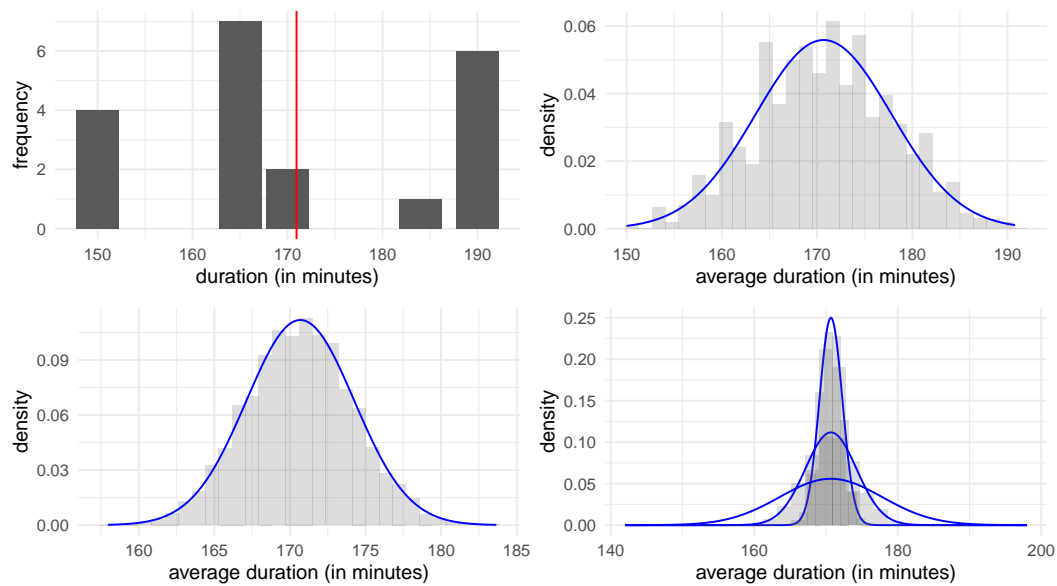 6
4
2
0
frequency
150 160 170 180 190
duration (in minutes)
0.06
0.04
0.02
0.00
density
150 160 170 180 190
average duration (in minutes)
0.09
0.06
0.03
0.00
density
160 165 170 175 180 185
average duration (in minutes)
0.25
0.20
0.15
0.10
0.05
0.00
density
140 160 180 200
average duration (in minutes)